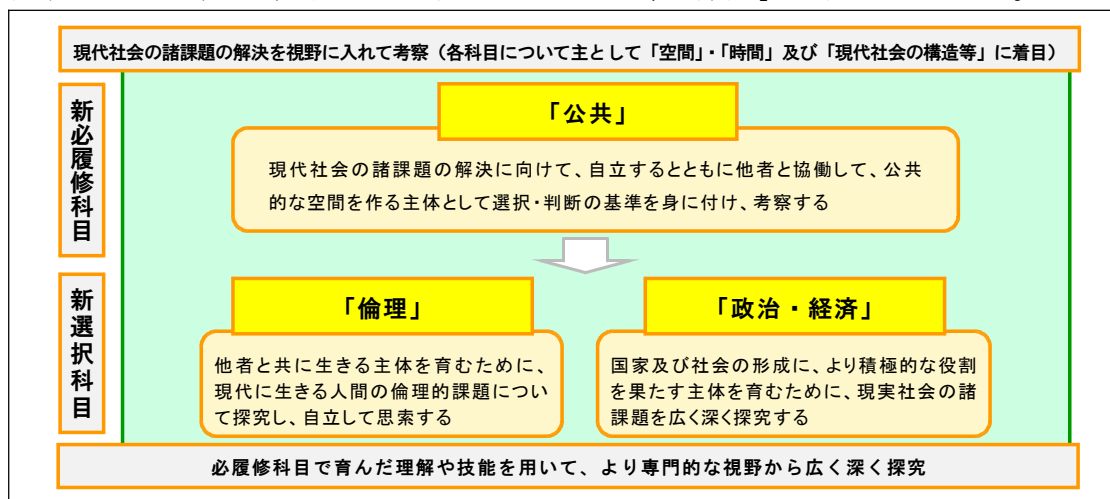 現代社会の諸課題の解決を視野に入れて考察（各科目について主として「空間」・「時間」及び「現代社会の構造等」に着目）
新必履修科目
「公共」
現代社会の諸課題の解決に向けて、自立するとともに他者と協働して、公共
的な空間を作る主体として選択・判断の基準を身に付け、考察する
新選択科目
「倫理」
他者と共に生きる主体を育むために、
現代に生きる人間の倫理的課題につい
て探究し、自立して思索する
「政治・経済」
国家及び社会の形成に、より積極的な役割
を果たす主体を育むために、現実社会の諸
課題を広く深く探究する
必履修科目で育んだ理解や技能を用いて、より専門的な視野から広く深く探究